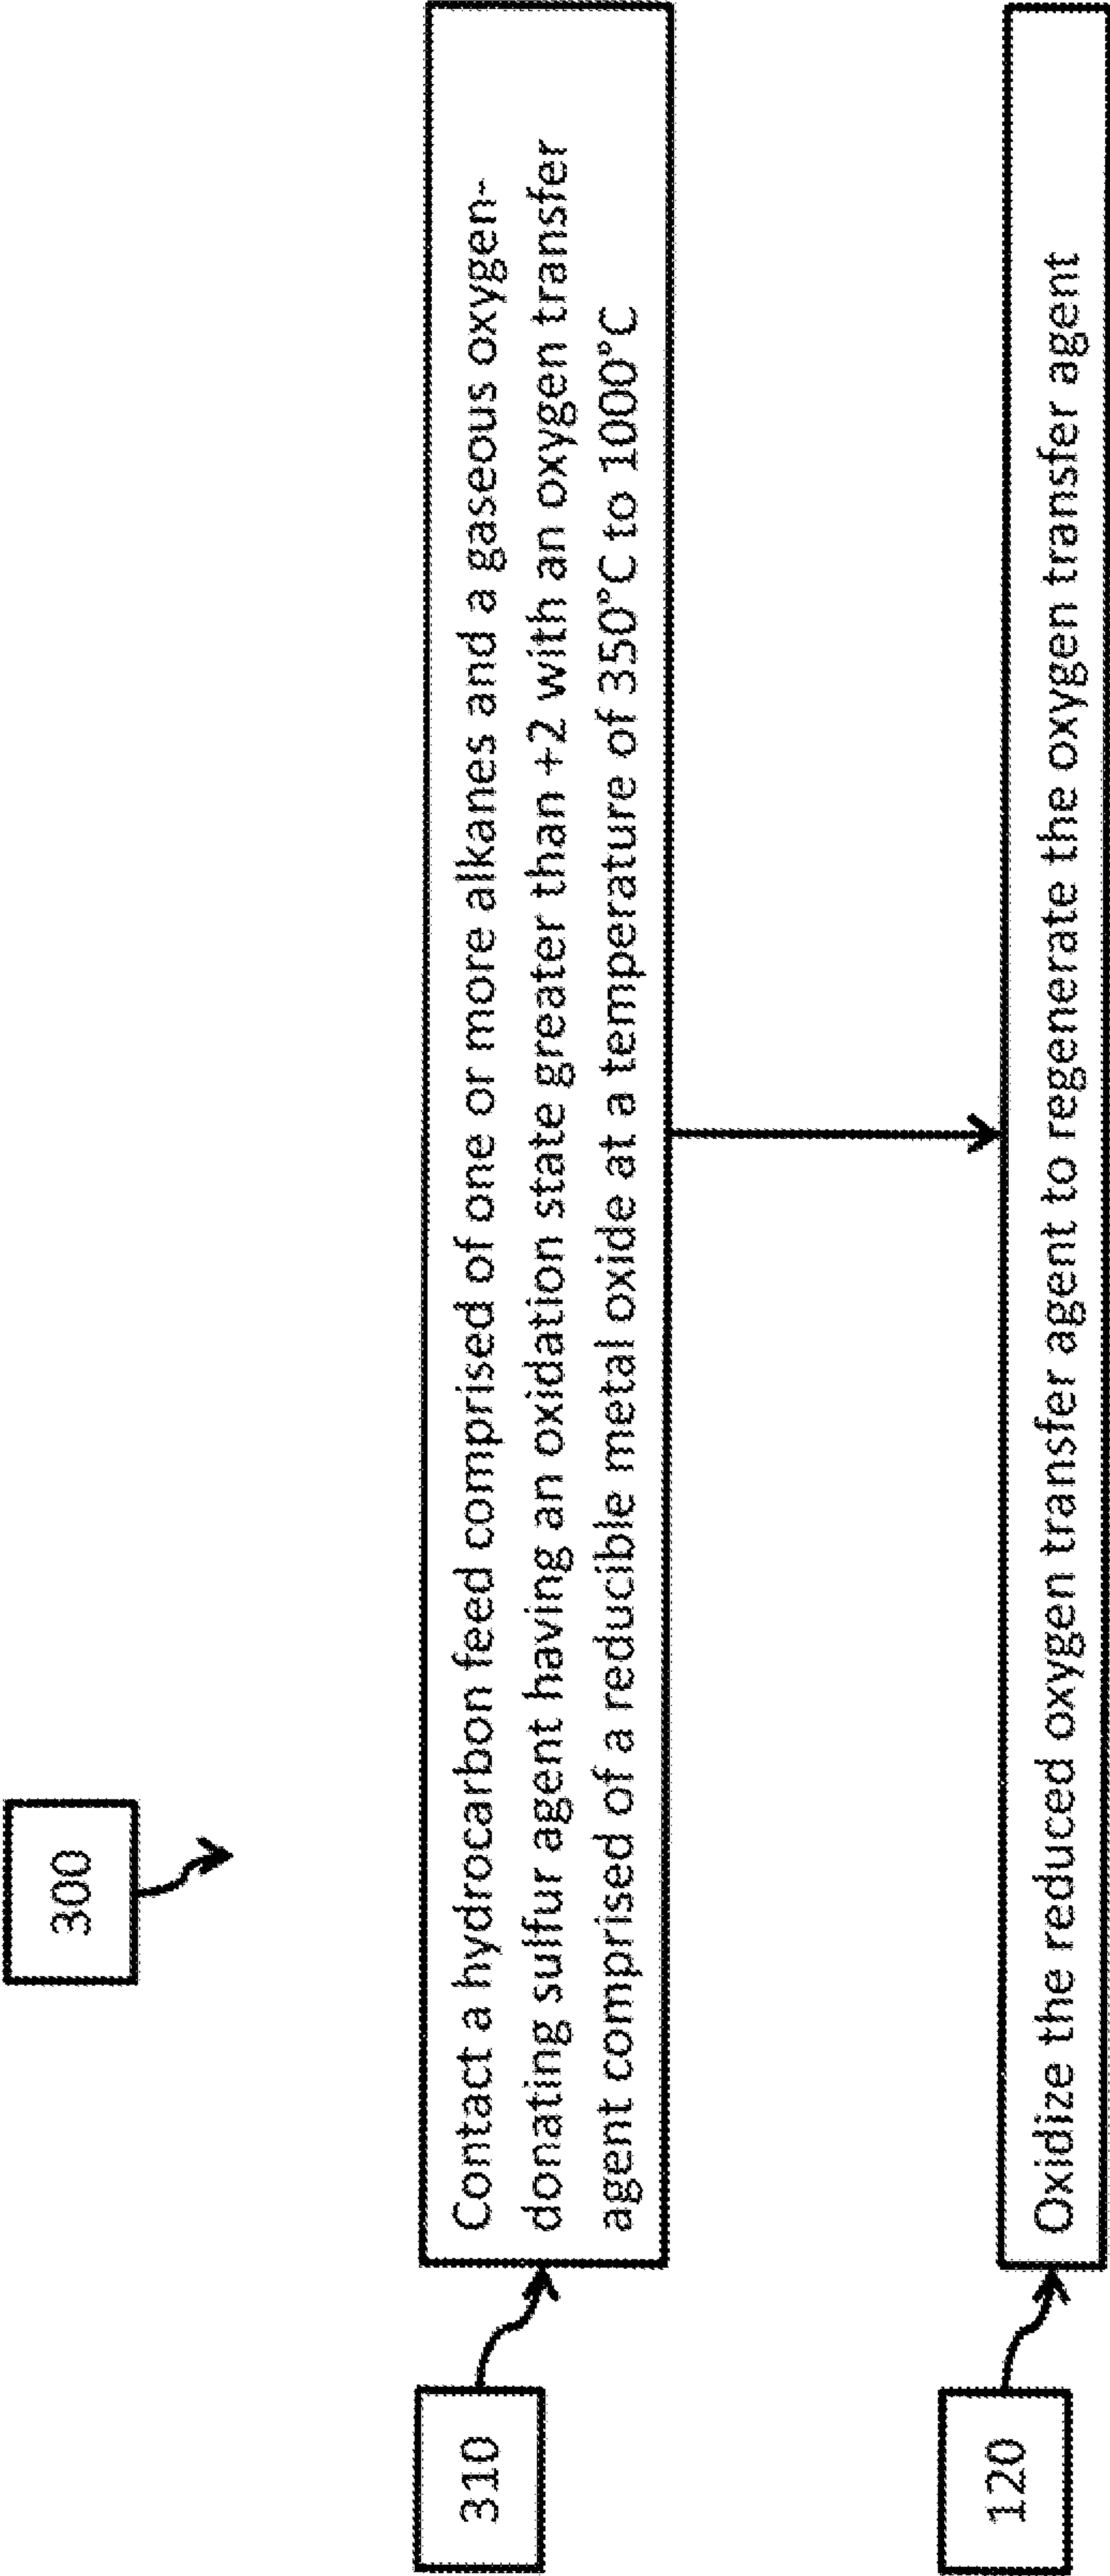 300
310
Contact a hydrocarbon feed comprised of one or more alkanes and a gaseous oxygen-
donating sulfur agent having an oxidation state greater than +2 with an oxygen transfer
agent comprised of a reducible metal oxide at a temperature of 350°C to 1000°C
120
Oxidize the reduced oxygen transfer agent to regenerate the oxygen transfer agent